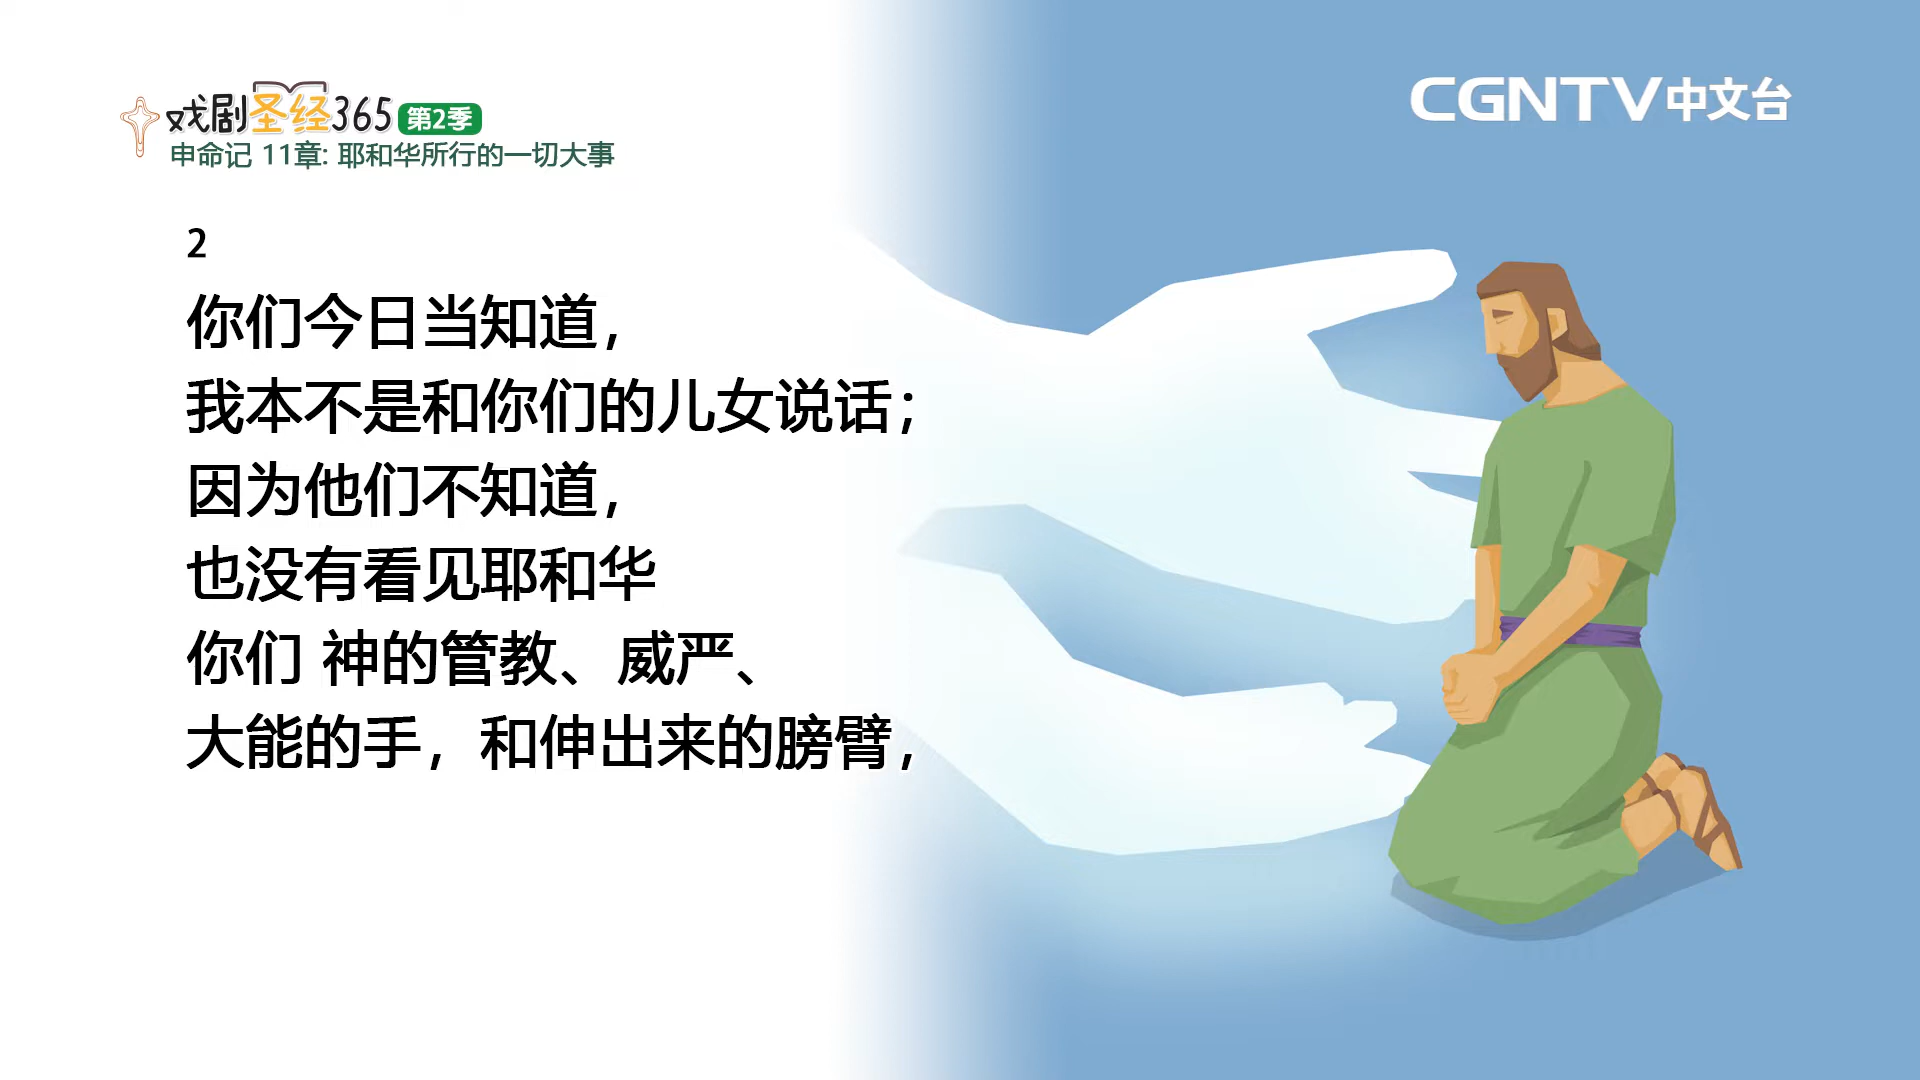 戏剧圣经365 第2季
申命记 11章: 耶和华所行的一切大事
CGNTV中文台
2
你们今日当知道，
我本不是和你们的儿女说话；
因为他们不知道，
也没有看见耶和华
你们 神的管教、威严、
大能的手，和伸出来的膀臂，